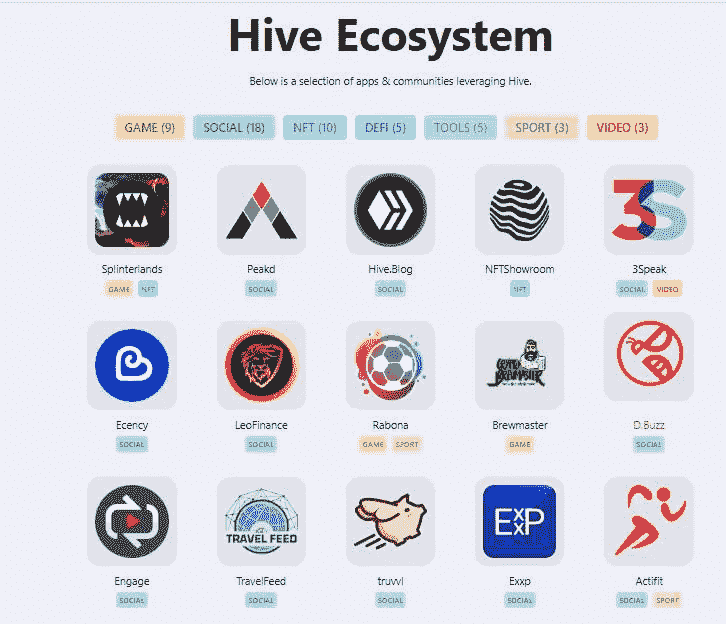 Hive Ecosystem
Below is a selection of apps & communities leveraging Hive.
GAME (9) SOCIAL (18) NFT (10) DEFI (5) TOOLS SPORT (3) VIDEO (3)
3S
Splinterlands Peakd Hive.Blog NFTShowroom 3Speak
GAME NFT SOCIAL SOCIAL NFT SOCIAL VIDEO
Ecency LeoFinance Rabona Brewmaster D.Buzz
SOCIAL SOCIAL GAME SPORT GAME SOCIAL
TRAVEL FEED EXXP
Engage TravelFeed truvvl Exxp Actifit
SOCIAL SOCIAL SOCIAL SOCIAL SOCIAL SPORT